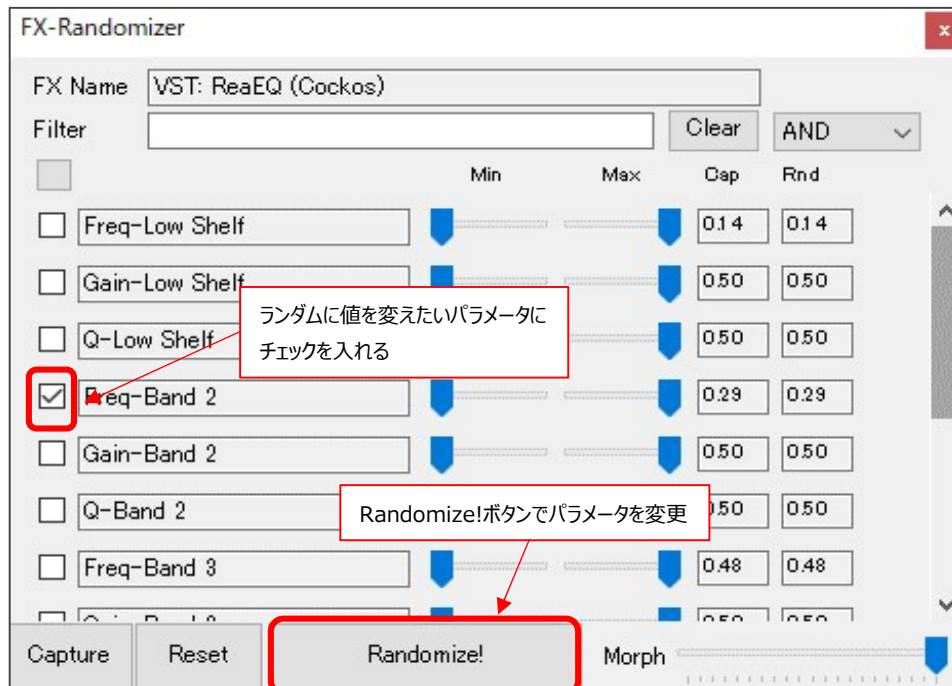 FX-Randomizer
x
FX Name VST: ReaEQ (Cockos)
Filter Clear AND
Min Max Cap Rnd
Freq-Low Shelf 0.14 0.14
Gain-Low Shelf 0.50 0.50
ランダムに値を変えたいパラメータに
チェックを入れる
Q-Low Shelf 0.50 0.50
Freq-Band 2 0.29 0.29
Gain-Band 2 0.50 0.50
Randomize!ボタンでパラメータを変更
Q-Band 2 0.50 0.50
Freq-Band 3 0.48 0.48
Capture Reset Randomize! Morph